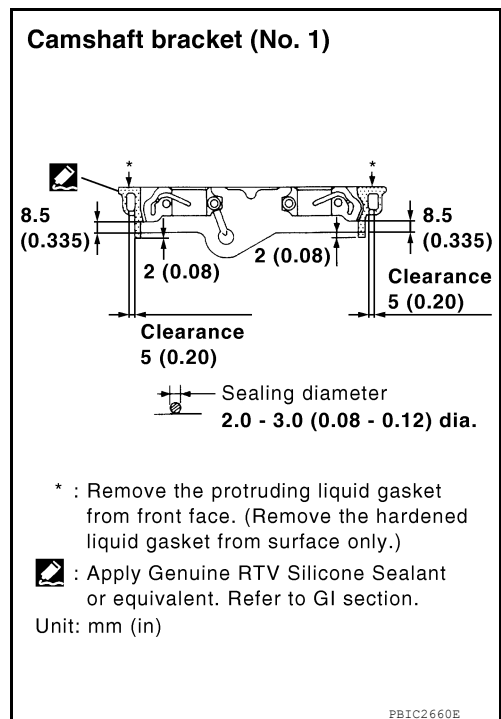 Camshaft bracket (No. 1)
*
*
8.5
(0.335)
8.5
(0.335)
2 (0.08)
2 (0.08)
Clearance
5 (0.20)
Clearance
5 (0.20)
Sealing diameter
2.0 - 3.0 (0.08 - 0.12) dia.
* : Remove the protruding liquid gasket
from front face. (Remove the hardened
liquid gasket from surface only.)
: Apply Genuine RTV Silicone Sealant
or equivalent. Refer to GI section.
Unit: mm (in)
PBIC2660E